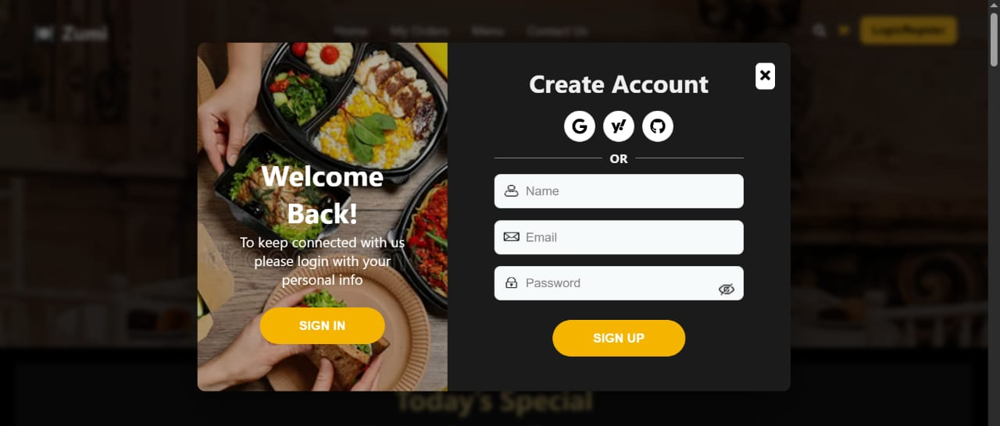 Zumi
Home My Orders Menu Contact Us
Login/Register
Create Account
G y! 
OR
Name
Email
Password
SIGN UP
Welcome
Back!
To keep connected with us
please login with your
personal info
SIGN IN
Today's Special